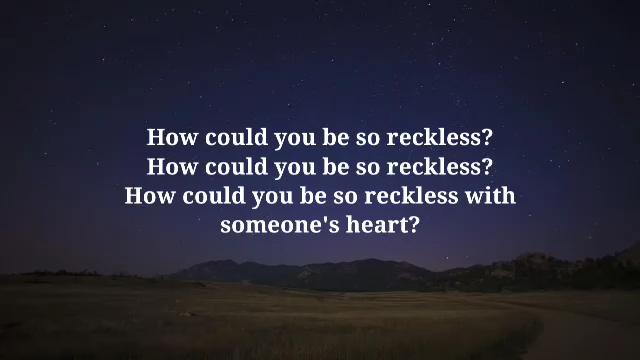 How could you be so reckless?
How could you be so reckless?
How could you be so reckless with
someone's heart?